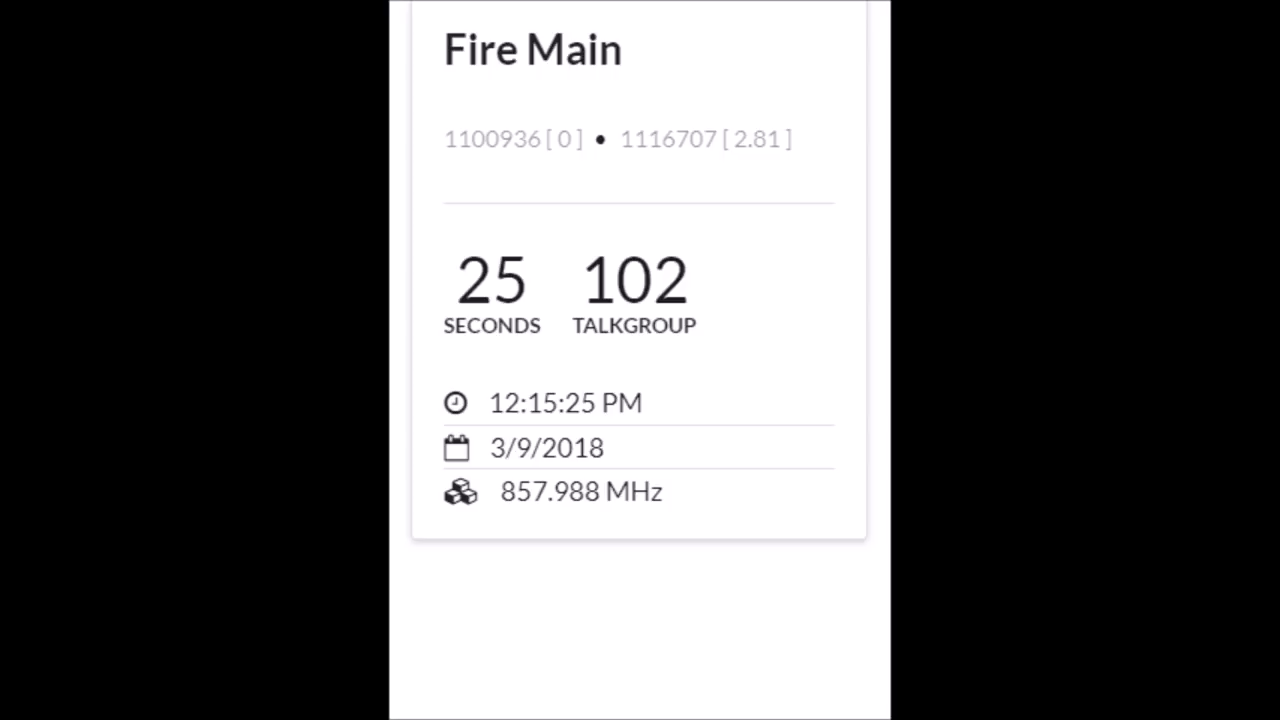 Fire Main
1100936 [ 0 ] • 1116707 [ 2.81 ]
25 102
SECONDS TALKGROUP
12:15:25 PM
3/9/2018
857.988 MHz